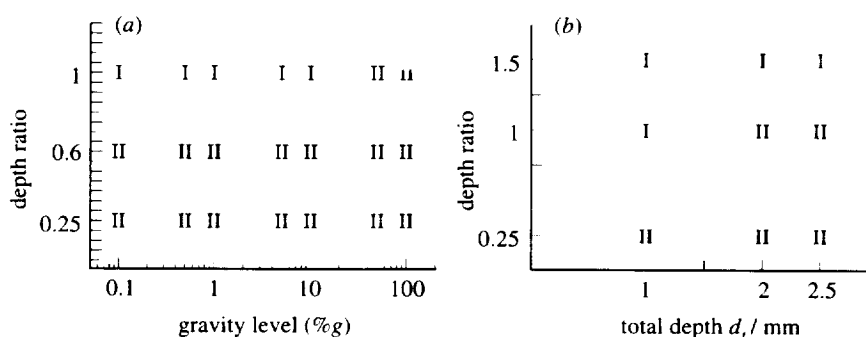 (a)
1 I I I I I II II
0.6 II II II II II II II
0.25 II II II II II II II
depth ratio
0.1 1 10 100
gravity level (%g)
(b)
1.5 I I I
1 I II II
0.25 II II II
depth ratio
1 2 2.5
total depth d_t / mm